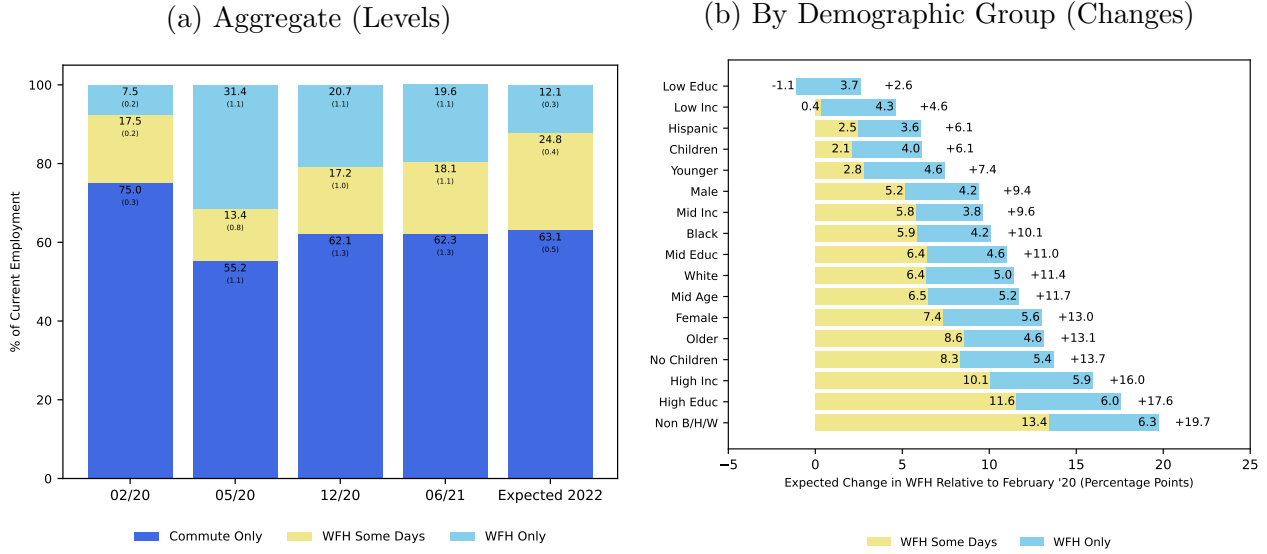 (a) Aggregate (Levels)
% of Current Employment
100
80
60
40
20
0
7.5
(0.2)
17.5
(0.2)
75.0
(0.3)
31.4
(1.1)
13.4
(0.8)
55.2
(1.1)
20.7
(1.1)
17.2
(1.0)
62.1
(1.3)
19.6
(1.1)
18.1
(1.1)
62.3
(1.3)
12.1
(0.3)
24.8
(0.4)
63.1
(0.5)
02/20 05/20 12/20 06/21 Expected 2022
Commute Only WFH Some Days WFH Only
(b) By Demographic Group (Changes)
Low Educ -1.1 3.7 +2.6
Low Inc 0.4 4.3 +4.6
Hispanic 2.5 3.6 +6.1
Children 2.1 4.0 +6.1
Younger 2.8 4.6 +7.4
Male 5.2 4.2 +9.4
Mid Inc 5.8 3.8 +9.6
Black 5.9 4.2 +10.1
Mid Educ 6.4 4.6 +11.0
White 6.4 5.0 +11.4
Mid Age 6.5 5.2 +11.7
Female 7.4 5.6 +13.0
Older 8.6 4.6 +13.1
No Children 8.3 5.4 +13.7
High Inc 10.1 5.9 +16.0
High Educ 11.6 6.0 +17.6
Non B/H/W 13.4 6.3 +19.7
−5 0 5 10 15 20 25
Expected Change in WFH Relative to February '20 (Percentage Points)
WFH Some Days WFH Only